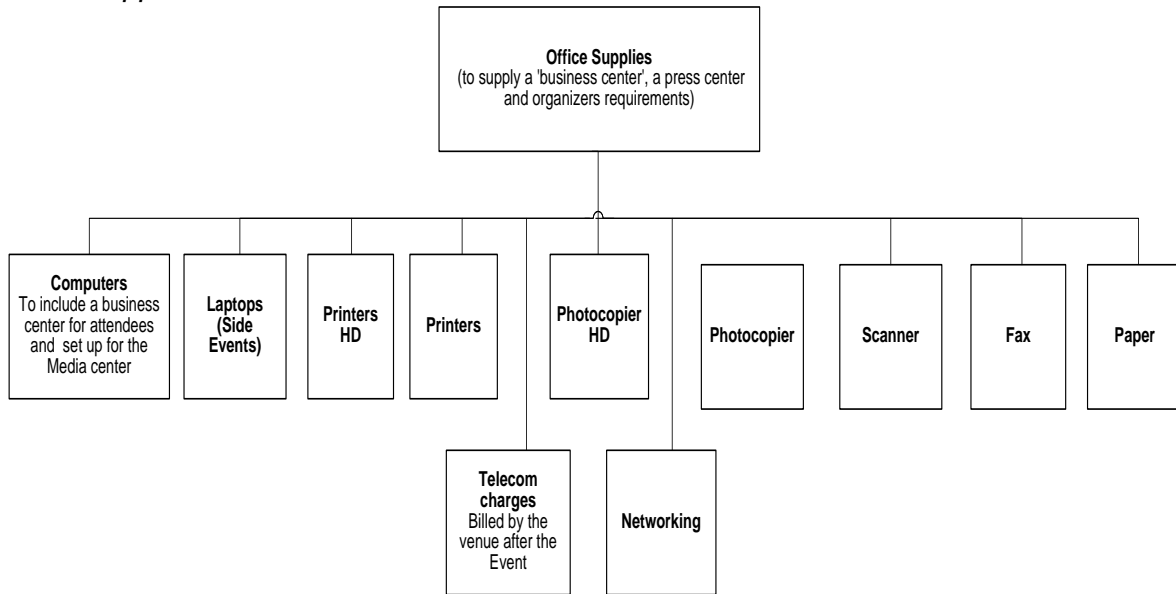 Office Supplies
(to supply a 'business center', a press center
and organizers requirements)
Computers
To include a business
center for attendees
and set up for the
Media center
Laptops
(Side
Events)
Printers
HD
Printers
Photocopier
HD
Photocopier
Scanner
Fax
Paper
Telecom
charges
Billed by the
venue after the
Event
Networking